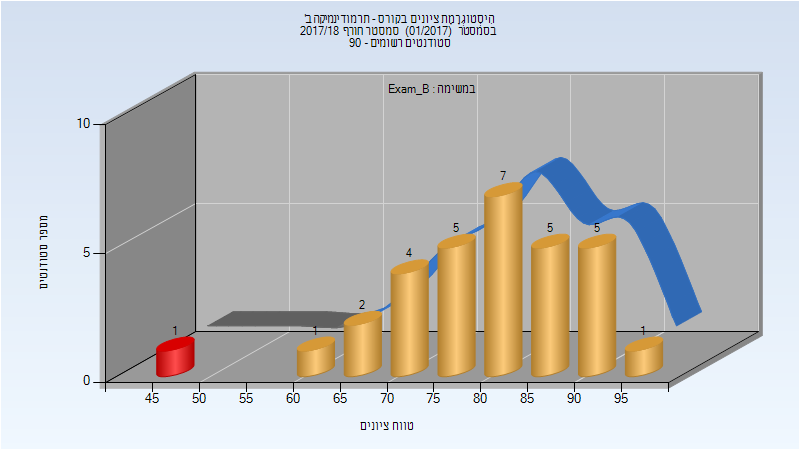 היסטוגרמת ציונים בקורס - תרמודינמיקה ב'
בסמסטר (01/2017) סמסטר חורף 2017/18
סטודנטים רשומים - 90
במשימה : Exam_B
מספר סטודנטים
10
5
0
1
1
2
4
5
7
5
5
1
45 50 55 60 65 70 75 80 85 90 95
טווח ציונים